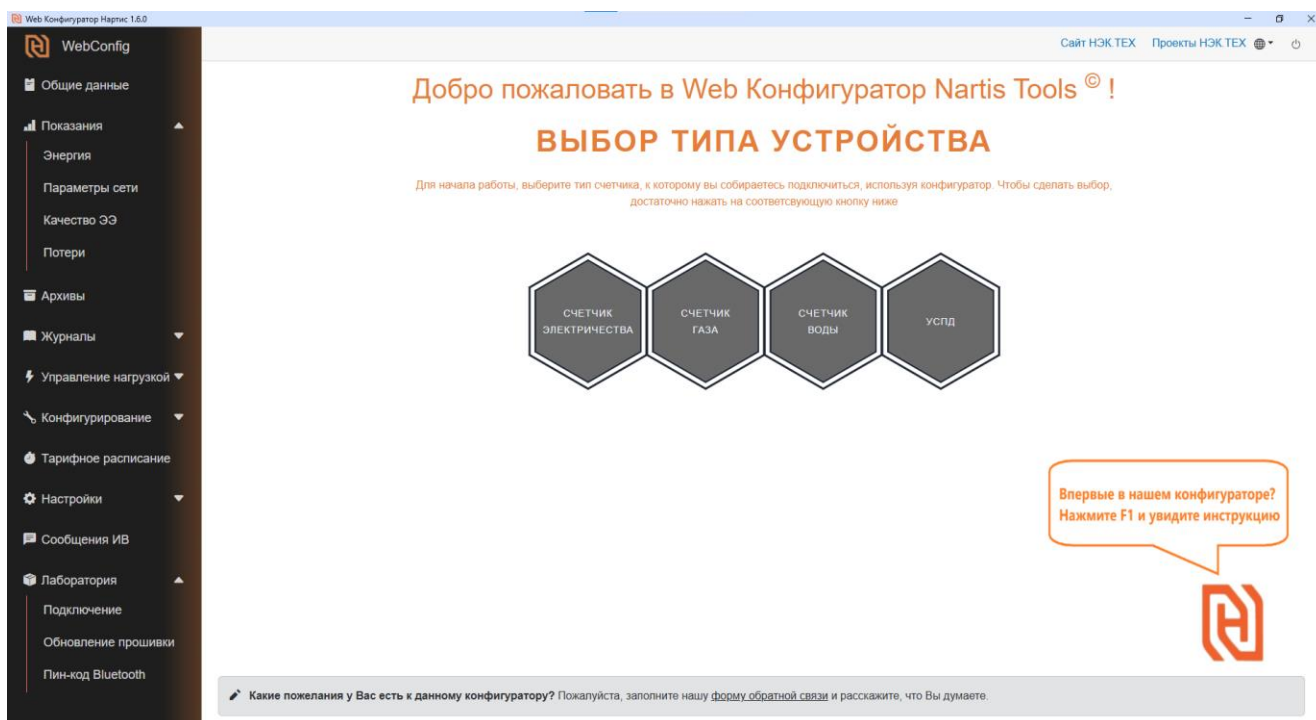 Web Конфигуратор Нартис 1.6.0
WebConfig
Сайт НЭК.ТЕХ Проекты НЭК.ТЕХ
Общие данные
Показания
Энергия
Параметры сети
Качество ЭЭ
Потери
Архивы
Журналы
Управление нагрузкой
Конфигурирование
Тарифное расписание
Настройки
Сообщения ИВ
Лаборатория
Подключение
Обновление прошивки
Пин-код Bluetooth
Добро пожаловать в Web Конфигуратор Nartis Tools © !
ВЫБОР ТИПА УСТРОЙСТВА
Для начала работы, выберите тип счетчика, к которому вы собираетесь подключиться, используя конфигуратор. Чтобы сделать выбор,
достаточно нажать на соответсвующую кнопку ниже
СЧЕТЧИК
ЭЛЕКТРИЧЕСТВА
СЧЕТЧИК
ГАЗА
СЧЕТЧИК
ВОДЫ
УСПД
Впервые в нашем конфигураторе?
Нажмите F1 и увидите инструкцию
Какие пожелания у Вас есть к данному конфигуратору? Пожалуйста, заполните нашу форму обратной связи и расскажите, что Вы думаете.